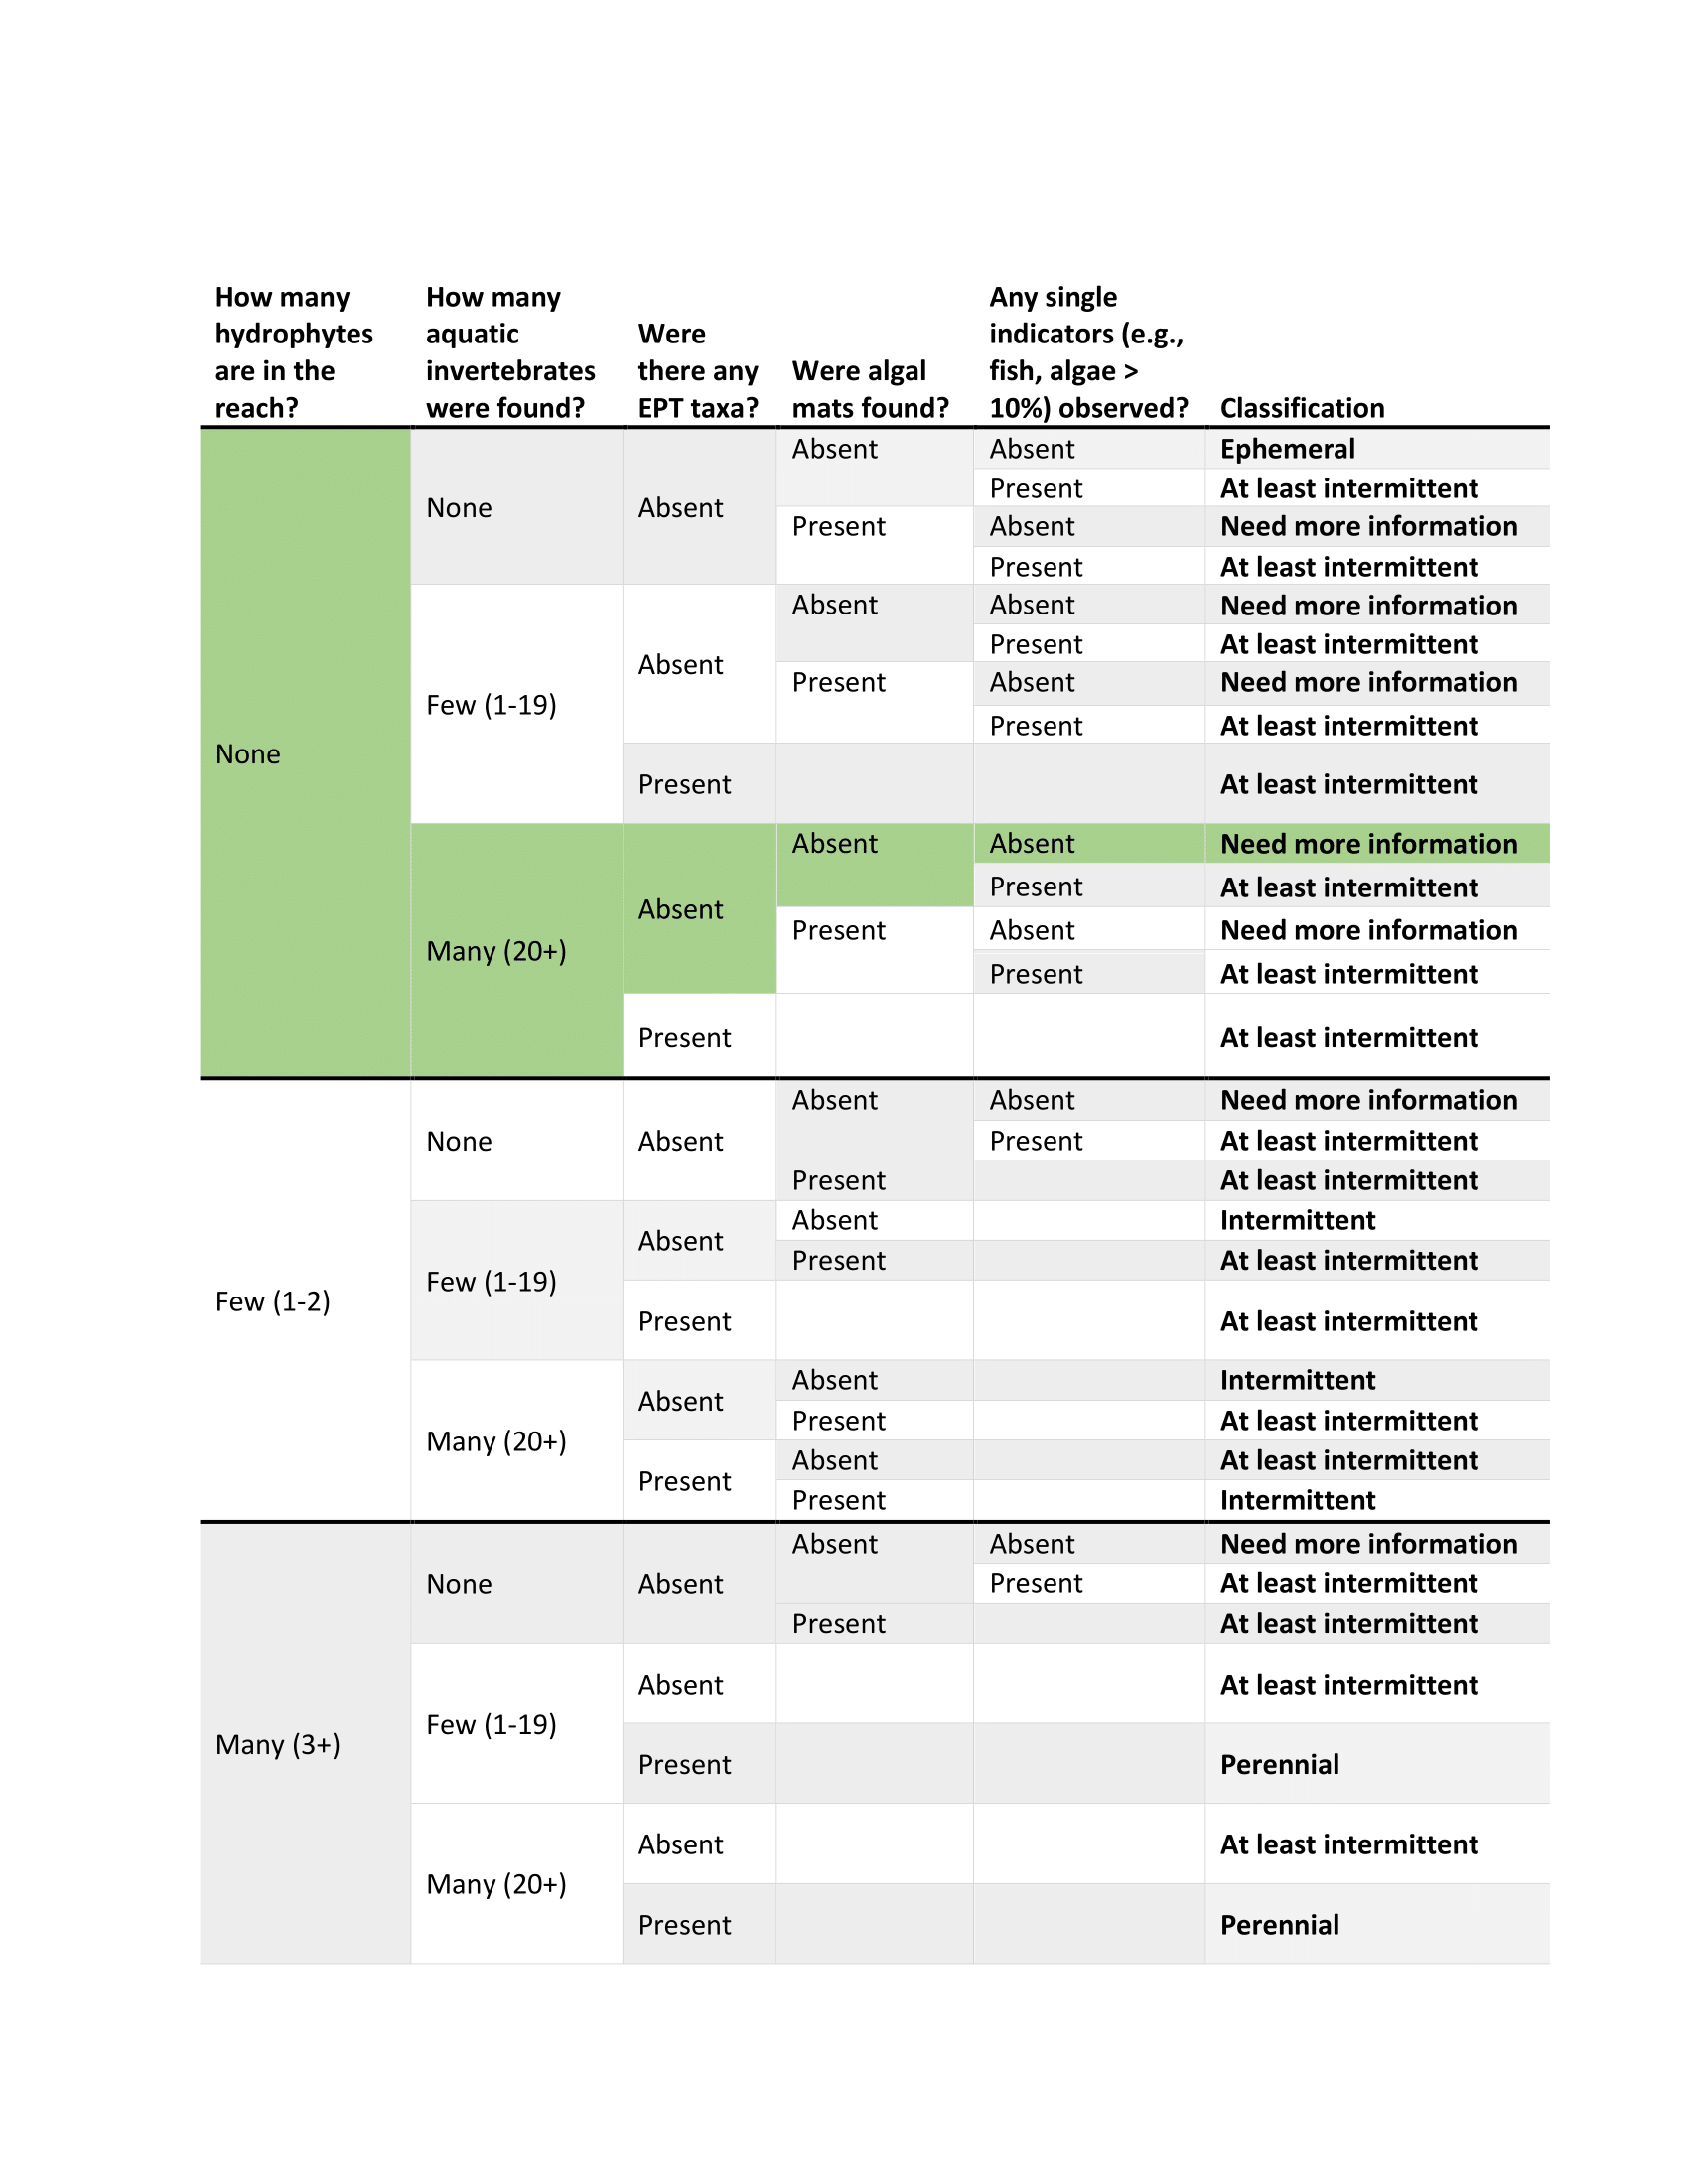 How many
hydrophytes
are in the
reach?
How many
aquatic
invertebrates
were found?
Were
there any
EPT taxa?
Were algal
mats found?
Any single
indicators (e.g.,
fish, algae >
10%) observed?
Classification
None
None
Absent
Absent
Absent
Ephemeral
Present
At least intermittent
Present
Absent
Need more information
Present
At least intermittent
Few (1-19)
Absent
Absent
Absent
Need more information
Present
At least intermittent
Present
Absent
Need more information
Present
At least intermittent
Present
At least intermittent
Many (20+)
Absent
Absent
Absent
Need more information
Present
At least intermittent
Present
Absent
Need more information
Present
At least intermittent
Present
At least intermittent
Few (1-2)
None
Absent
Absent
Absent
Need more information
Present
At least intermittent
Present
At least intermittent
Few (1-19)
Absent
Absent
Intermittent
Present
At least intermittent
Present
At least intermittent
Many (20+)
Absent
Absent
Intermittent
Present
At least intermittent
Present
Absent
At least intermittent
Present
Intermittent
Many (3+)
None
Absent
Absent
Absent
Need more information
Present
At least intermittent
Present
At least intermittent
Few (1-19)
Absent
At least intermittent
Present
Perennial
Many (20+)
Absent
At least intermittent
Present
Perennial